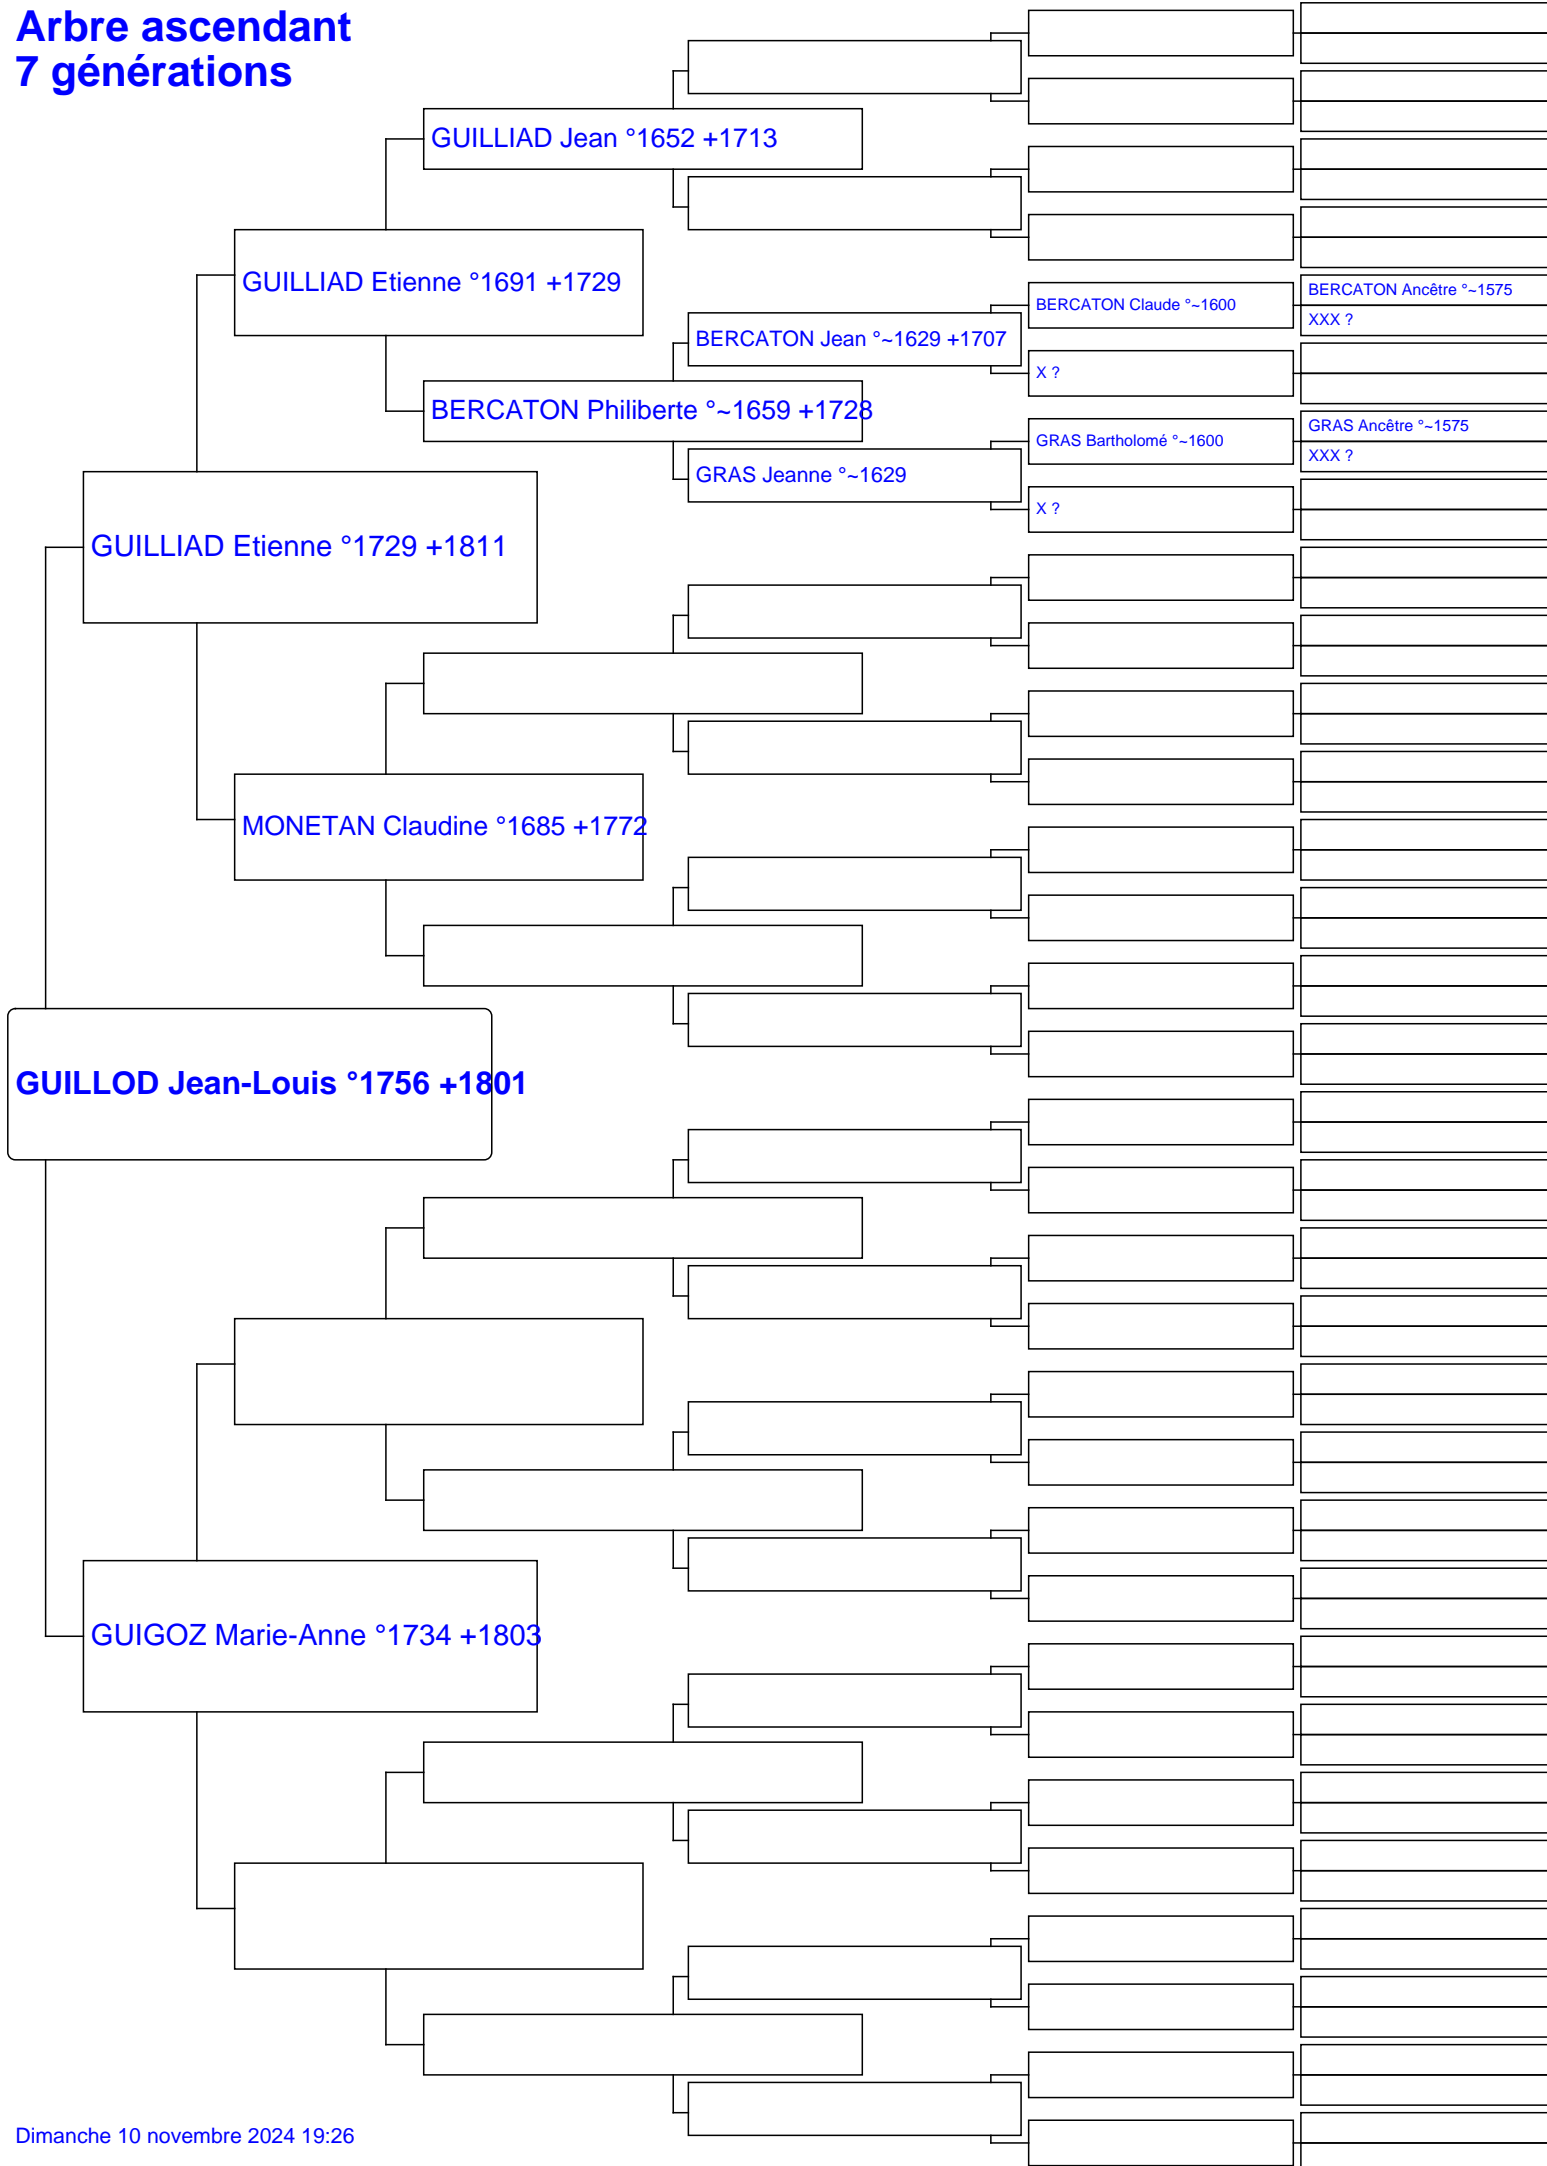 Arbre ascendant
7 générations
GUILLIAD Jean °1652 +1713
GUILLIAD Etienne °1691 +1729
BERCATON Ancêtre °~1575
BERCATON Claude °~1600
XXX ?
BERCATON Jean °~1629 +1707
X ?
BERCATON Philiberte °~1659 +1728
GRAS Ancêtre °~1575
GRAS Bartholomé °~1600
XXX ?
GRAS Jeanne °~1629
X ?
GUILLIAD Etienne °1729 +1811
MONETAN Claudine °1685 +1772
GUILLOD Jean-Louis °1756 +1801
GUIGOZ Marie-Anne °1734 +1803
Dimanche 10 novembre 2024 19:26